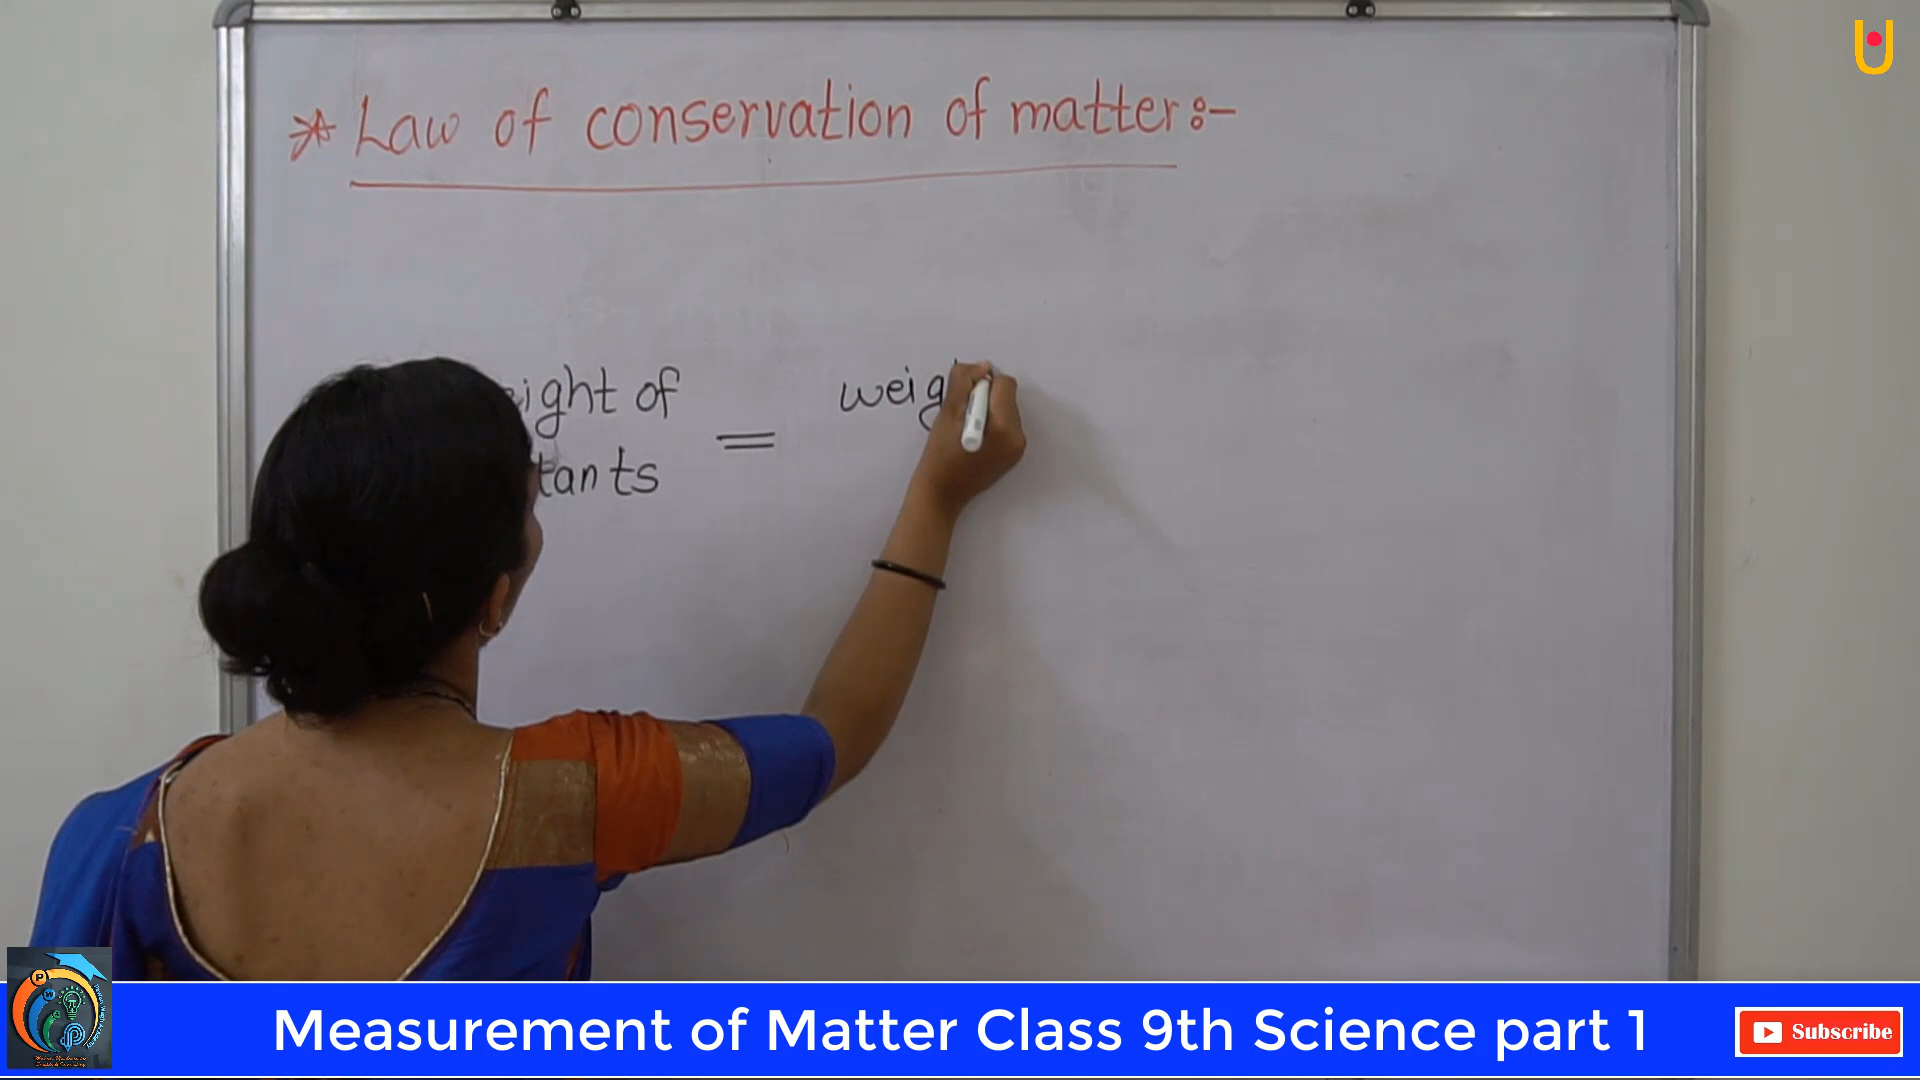 * Law of conservation of matter:-
ight of = weig
tants
Measurement of Matter Class 9th Science part 1
Subscribe